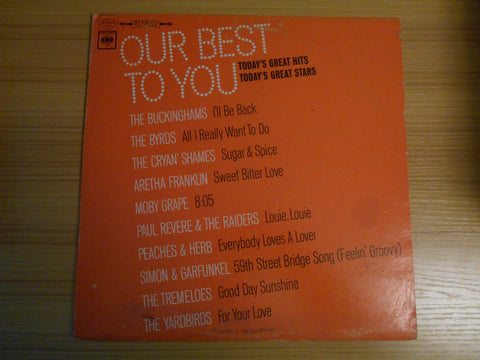 STEREO
OUR BEST
TO YOU
TODAY'S GREAT HITS
TODAY'S GREAT STARS
THE BUCKINGHAMS I'll Be Back
THE BYRDS All I Really Want To Do
THE CRYAN' SHAMES Sugar & Spice
ARETHA FRANKLIN Sweet Bitter Love
MOBY GRAPE 8:05
PAUL REVERE & THE RAIDERS Louie, Louie
PEACHES & HERB Everybody Loves A Lover
SIMON & GARFUNKEL 59th Street Bridge Song (Feelin' Groovy)
THE TREMELOES Good Day Sunshine
THE YARDBIRDS For Your Love